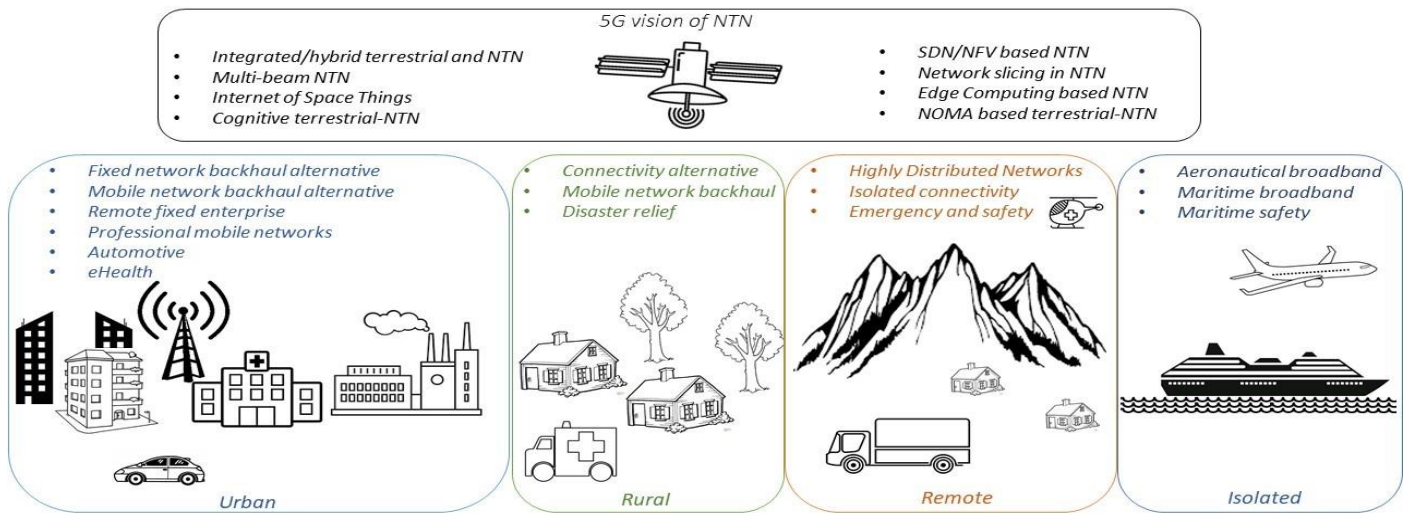 5G vision of NTN
• Integrated/hybrid terrestrial and NTN
• Multi-beam NTN
• Internet of Space Things
• Cognitive terrestrial-NTN
• SDN/NFV based NTN
• Network slicing in NTN
• Edge Computing based NTN
• NOMA based terrestrial-NTN
• Fixed network backhaul alternative
• Mobile network backhaul alternative
• Remote fixed enterprise
• Professional mobile networks
• Automotive
• eHealth
Urban
• Connectivity alternative
• Mobile network backhaul
• Disaster relief
Rural
• Highly Distributed Networks
• Isolated connectivity
• Emergency and safety
Remote
• Aeronautical broadband
• Maritime broadband
• Maritime safety
Isolated